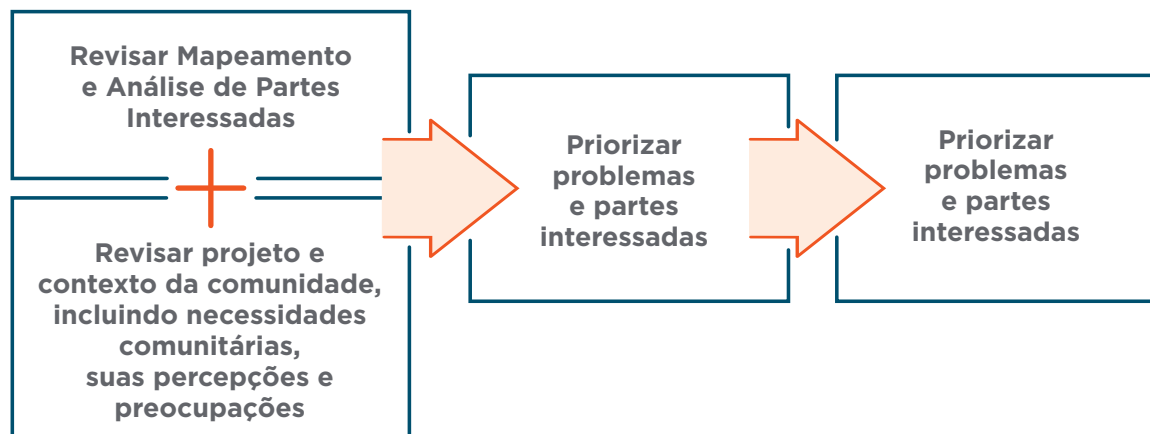 Revisar Mapeamento
e Análise de Partes
Interessadas
Revisar projeto e
contexto da comunidade,
incluindo necessidades
comunitárias,
suas percepções e
preocupações
Priorizar
problemas
e partes
interessadas
Priorizar
problemas
e partes
interessadas